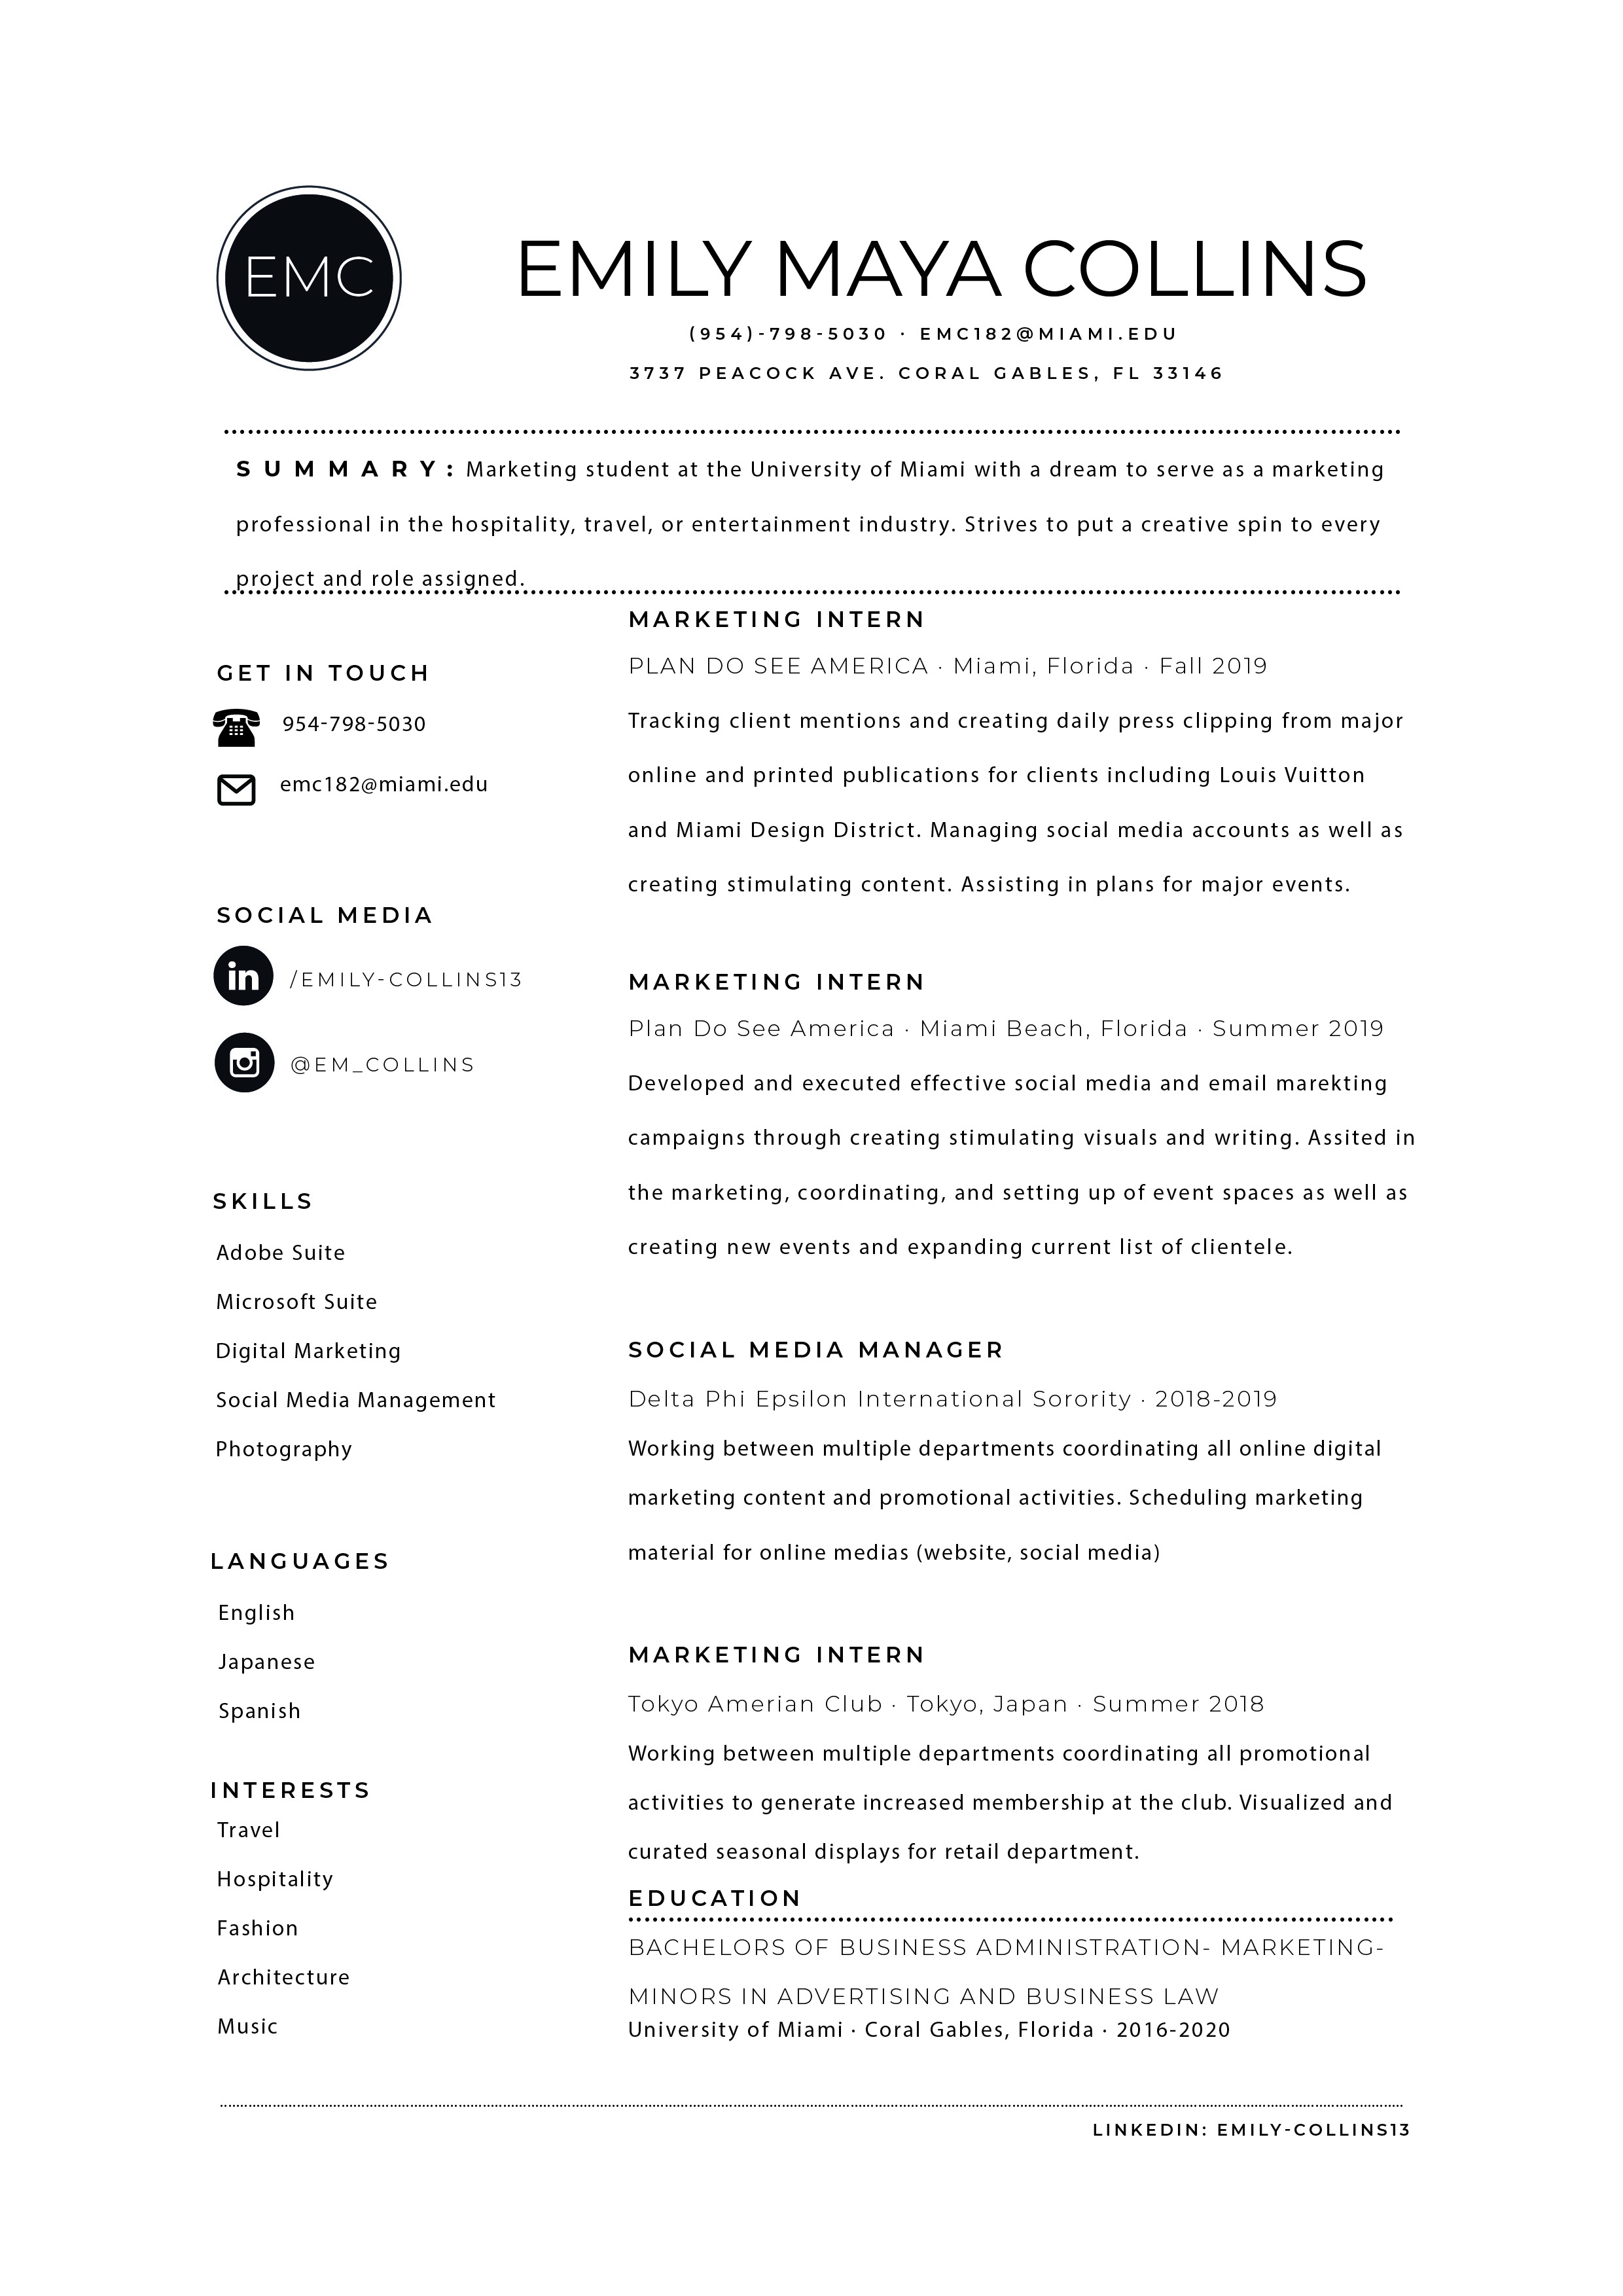 EMC
EMILY MAYA COLLINS
(954)-798-5030 · EMC182@MIAMI.EDU
3737 PEACOCK AVE. CORAL GABLES, FL 33146
SUMMARY: Marketing student at the University of Miami with a dream to serve as a marketing
professional in the hospitality, travel, or entertainment industry. Strives to put a creative spin to every
project and role assigned.
GET IN TOUCH
954-798-5030
emc182@miami.edu
SOCIAL MEDIA
in
/EMILY-COLLINS13
@EM_COLLINS
SKILLS
Adobe Suite
Microsoft Suite
Digital Marketing
Social Media Management
Photography
LANGUAGES
English
Japanese
Spanish
INTERESTS
Travel
Hospitality
Fashion
Architecture
Music
MARKETING INTERN
PLAN DO SEE AMERICA · Miami, Florida · Fall 2019
Tracking client mentions and creating daily press clipping from major
online and printed publications for clients including Louis Vuitton
and Miami Design District. Managing social media accounts as well as
creating stimulating content. Assisting in plans for major events.
MARKETING INTERN
Plan Do See America · Miami Beach, Florida · Summer 2019
Developed and executed effective social media and email marekting
campaigns through creating stimulating visuals and writing. Assited in
the marketing, coordinating, and setting up of event spaces as well as
creating new events and expanding current list of clientele.
SOCIAL MEDIA MANAGER
Delta Phi Epsilon International Sorority · 2018-2019
Working between multiple departments coordinating all online digital
marketing content and promotional activities. Scheduling marketing
material for online medias (website, social media)
MARKETING INTERN
Tokyo Amerian Club · Tokyo, Japan · Summer 2018
Working between multiple departments coordinating all promotional
activities to generate increased membership at the club. Visualized and
curated seasonal displays for retail department.
EDUCATION
BACHELORS OF BUSINESS ADMINISTRATION- MARKETING-
MINORS IN ADVERTISING AND BUSINESS LAW
University of Miami · Coral Gables, Florida · 2016-2020
LINKEDIN: EMILY-COLLINS13